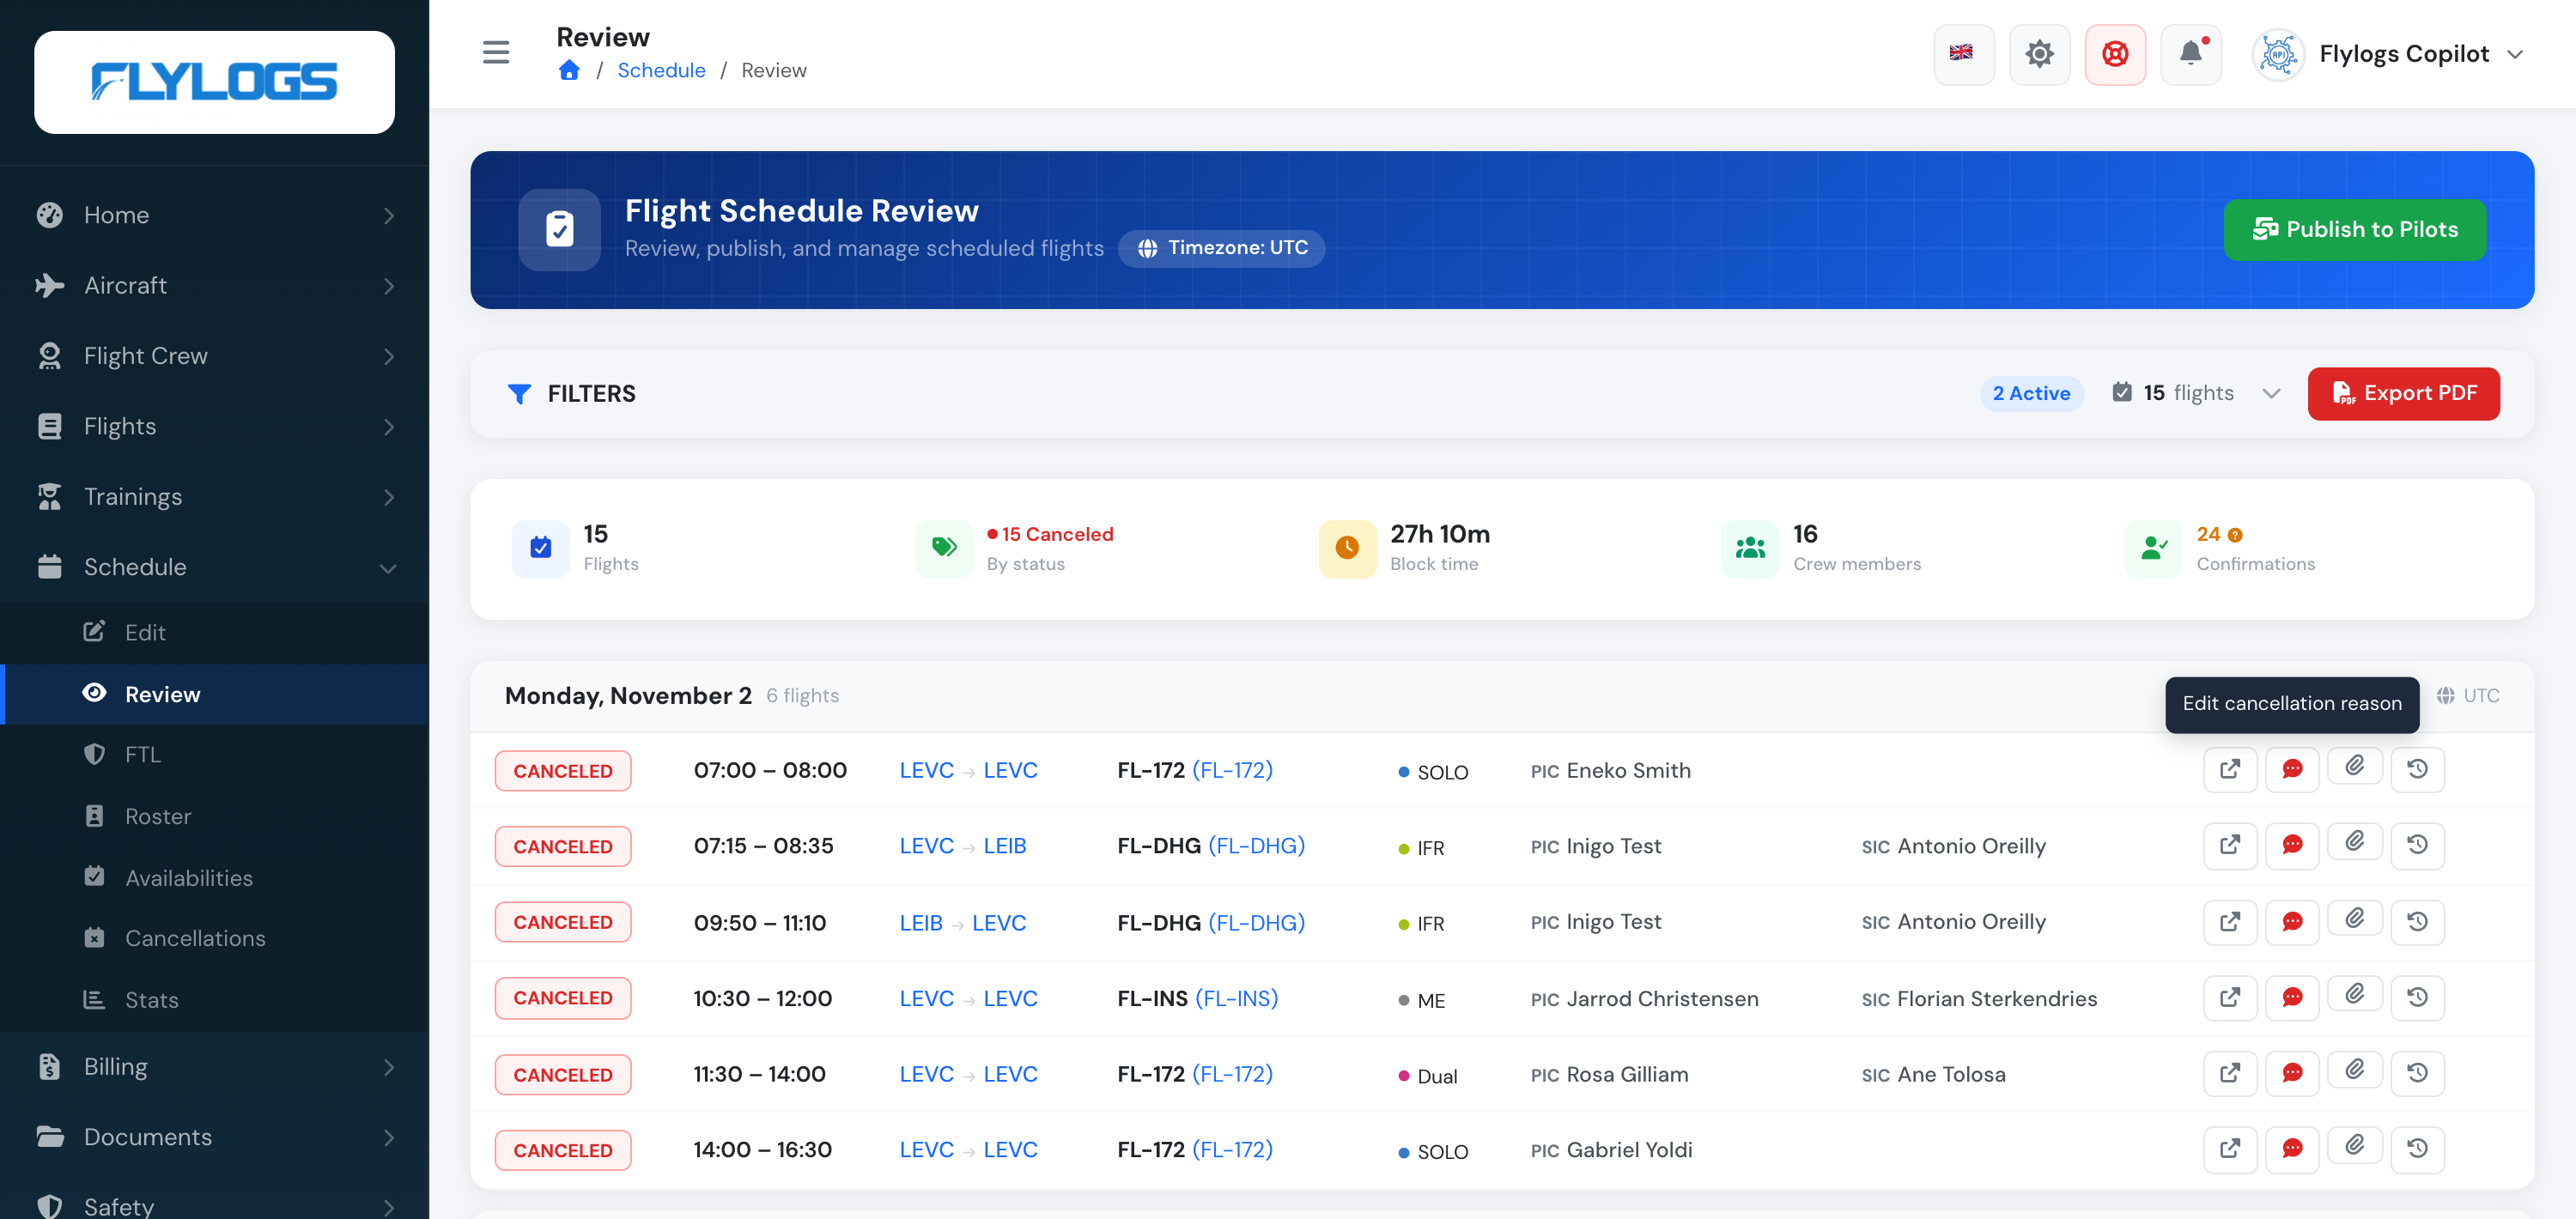 FLYLOGS
Home
Aircraft
Flight Crew
Flights
Trainings
Schedule
Edit
Review
FTL
Roster
Availabilities
Cancellations
Stats
Billing
Documents
Safety
Review
/ Schedule / Review
API
Flylogs Copilot
Flight Schedule Review
Review, publish, and manage scheduled flights
Timezone: UTC
Publish to Pilots
FILTERS
2 Active
15 flights
PDF
Export PDF
15
Flights
15 Canceled
By status
27h 10m
Block time
16
Crew members
24 ?
Confirmations
Monday, November 2 6 flights
Edit cancellation reason
UTC
CANCELED 07:00 – 08:00 LEVC → LEVC FL-172 (FL-172) SOLO PIC Eneko Smith
CANCELED 07:15 – 08:35 LEVC → LEIB FL-DHG (FL-DHG) IFR PIC Inigo Test SIC Antonio Oreilly
CANCELED 09:50 – 11:10 LEIB → LEVC FL-DHG (FL-DHG) IFR PIC Inigo Test SIC Antonio Oreilly
CANCELED 10:30 – 12:00 LEVC → LEVC FL-INS (FL-INS) ME PIC Jarrod Christensen SIC Florian Sterkendries
CANCELED 11:30 – 14:00 LEVC → LEVC FL-172 (FL-172) Dual PIC Rosa Gilliam SIC Ane Tolosa
CANCELED 14:00 – 16:30 LEVC → LEVC FL-172 (FL-172) SOLO PIC Gabriel Yoldi